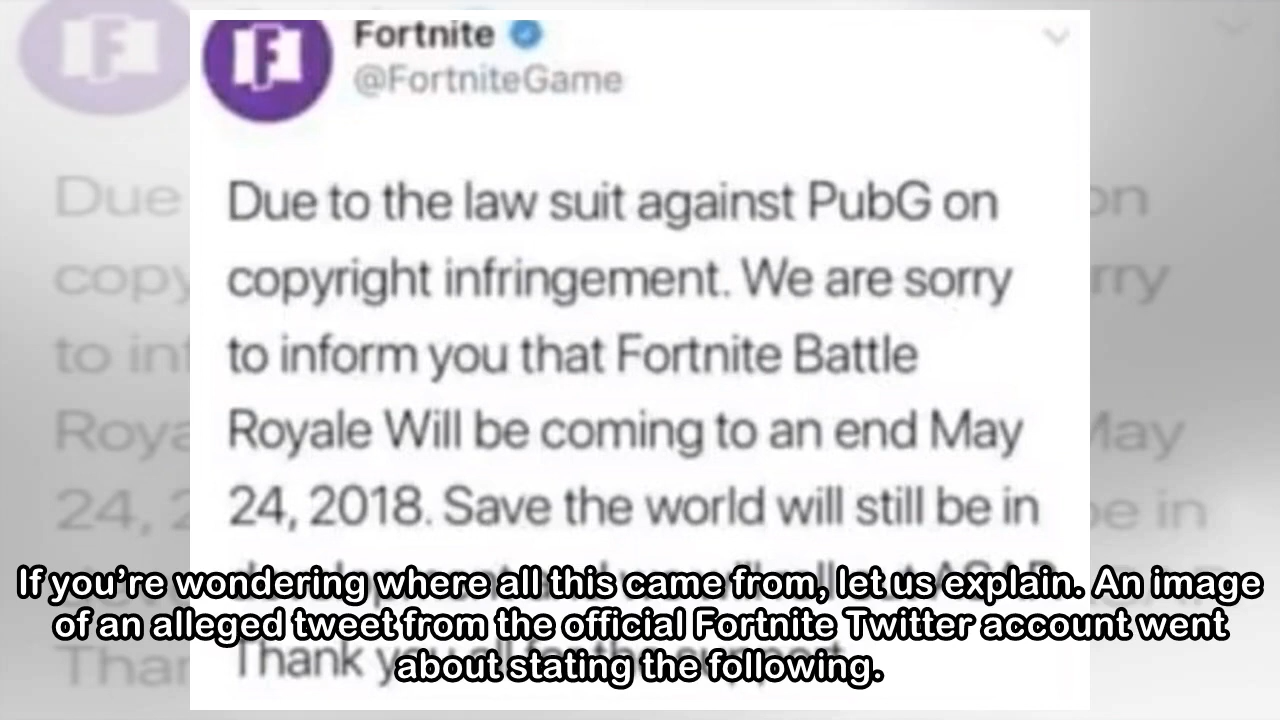 Fortnite
@FortniteGame
Due to the law suit against PubG on
copyright infringement. We are sorry
to inform you that Fortnite Battle
Royale Will be coming to an end May
24, 2018. Save the world will still be in
Thank
If you’re wondering where all this came from, let us explain. An image
of an alleged tweet from the official Fortnite Twitter account went
about stating the following.